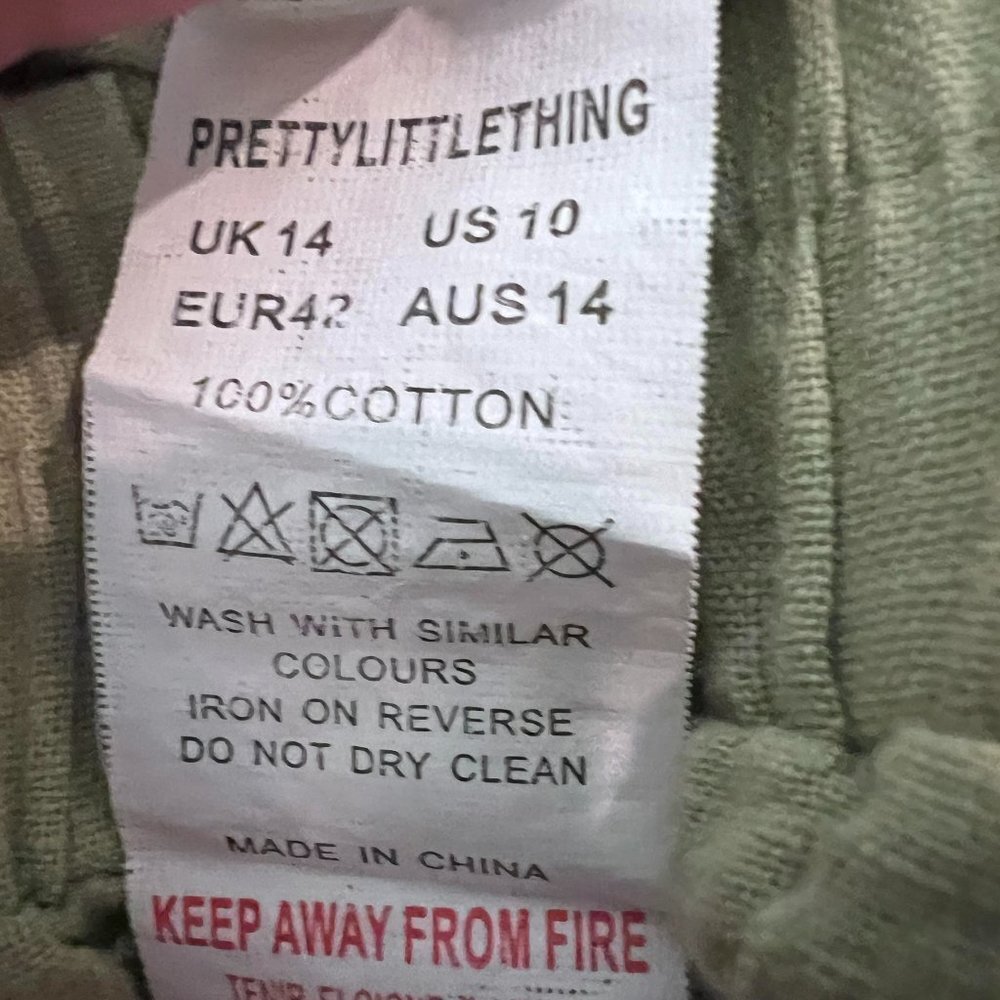 PRETTYLITTLETHING
UK 14 US 10
EUR42 AUS 14
100%COTTON
WASH WITH SIMILAR
COLOURS
IRON ON REVERSE
DO NOT DRY CLEAN
MADE IN CHINA
KEEP AWAY FROM FIRE